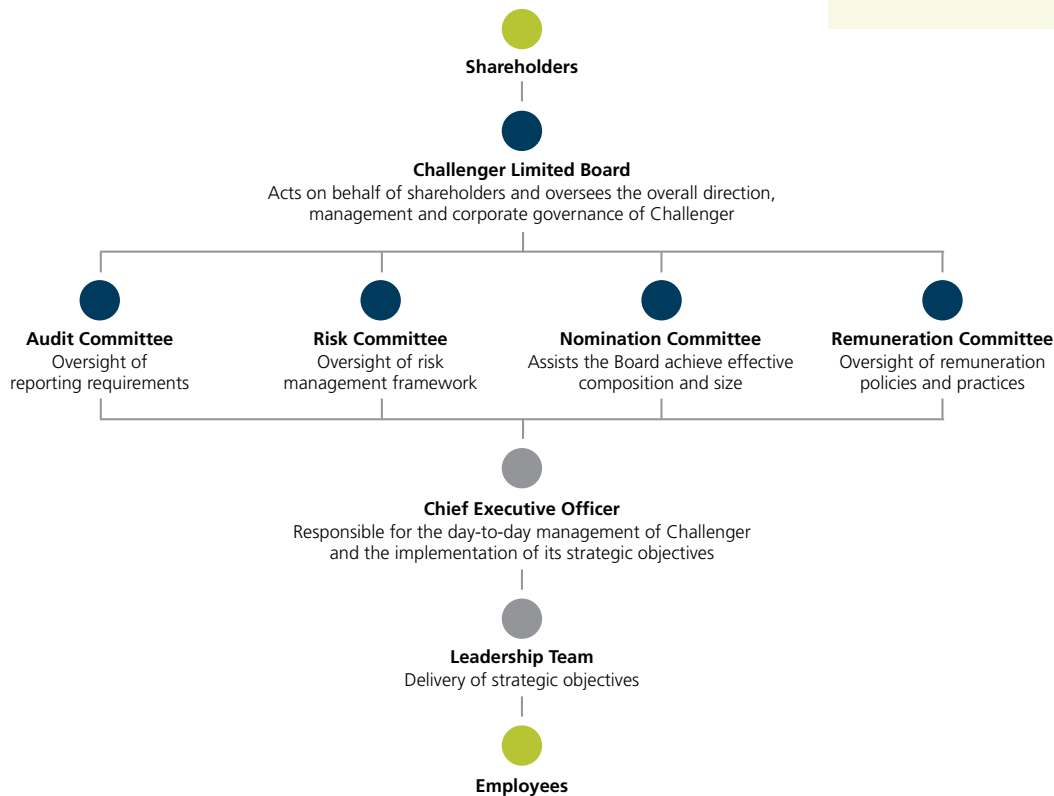 Shareholders
Challenger Limited Board
Acts on behalf of shareholders and oversees the overall direction,
management and corporate governance of Challenger
Audit Committee
Oversight of
reporting requirements
Risk Committee
Oversight of risk
management framework
Nomination Committee
Assists the Board achieve effective
composition and size
Remuneration Committee
Oversight of remuneration
policies and practices
Chief Executive Officer
Responsible for the day-to-day management of Challenger
and the implementation of its strategic objectives
Leadership Team
Delivery of strategic objectives
Employees